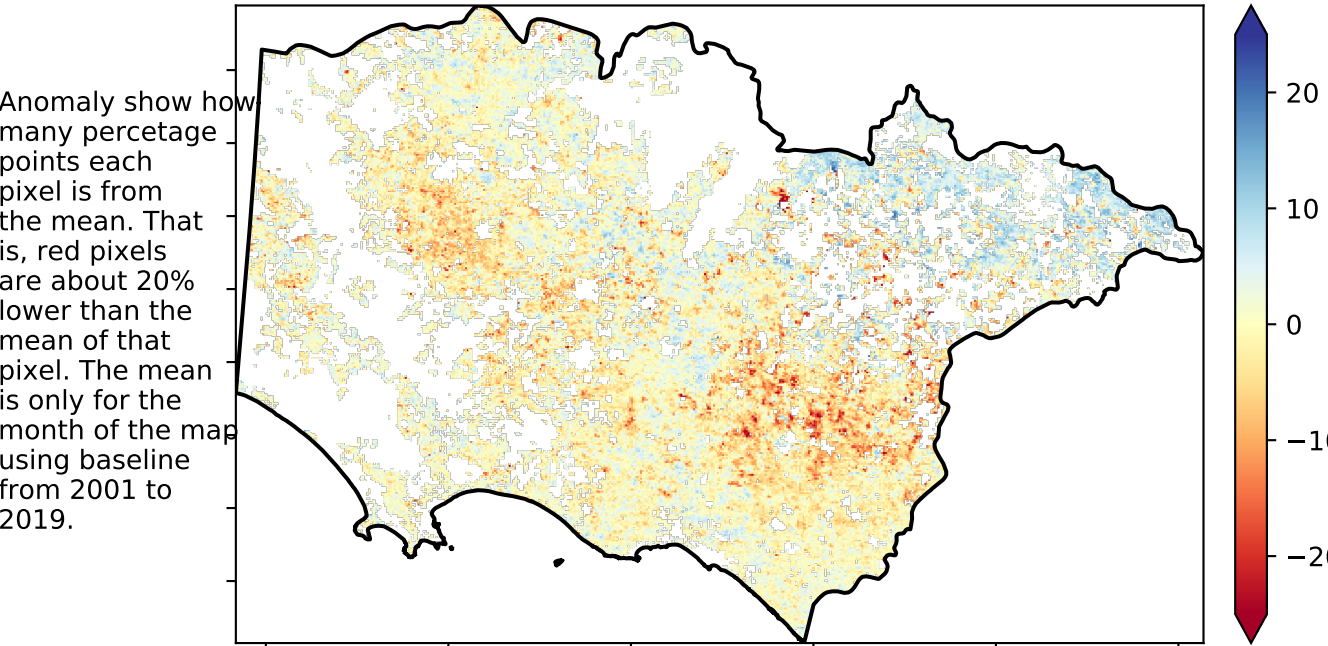 Anomaly show how
many percetage
points each
pixel is from
the mean. That
is, red pixels
are about 20%
lower than the
mean of that
pixel. The mean
is only for the
month of the map
using baseline
from 2001 to
2019.
20
10
0
−10
−20